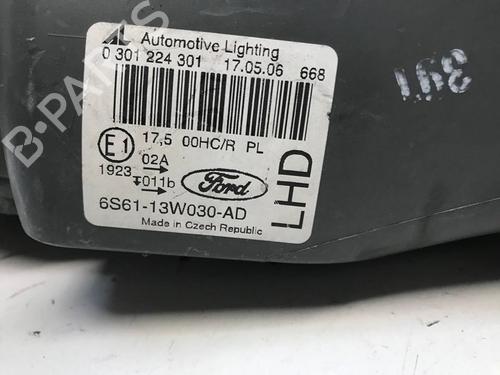 Automotive Lighting
0 301 224 301 17.05.06 668
17,5 00HC/R PL
E1
02A
1923
011b
Ford
6S61-13W030-AD
Made in Czech Republic
LHD
B-PARTS